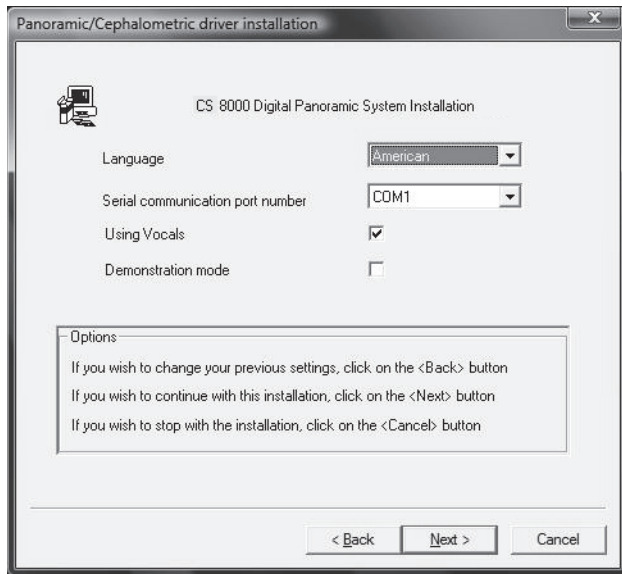 Panoramic/Cephalometric driver installation
CS 8000 Digital Panoramic System Installation
Language American
Serial communication port number COM1
Using Vocals
Demonstration mode
Options
If you wish to change your previous settings, click on the <Back> button
If you wish to continue with this installation, click on the <Next> button
If you wish to stop with the installation, click on the <Cancel> button
< Back Next > Cancel